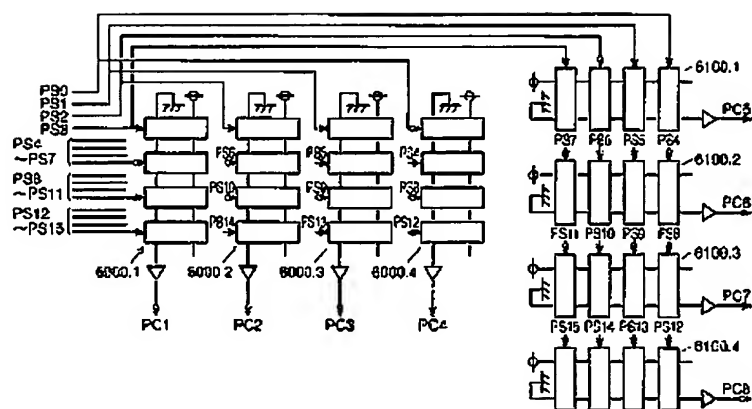 6100.1
PS0
PS1
PS2
PS3
PC5
PS7 PS6 PS5 PS4
PS4
~PS7
PS6 PS5 PS4
6100.2
PS8
~PS11
PS10 PS9 PS8
PC6
PS11 PS10 PS9 PS8
PS12
~PS15
PS14 PS13 PS12
6100.3
6000.1 6000.2 6000.3 6000.4
PC7
PC1 PC2 PC3 PC4
PS15 PS14 PS13 PS12
6100.4
PC8